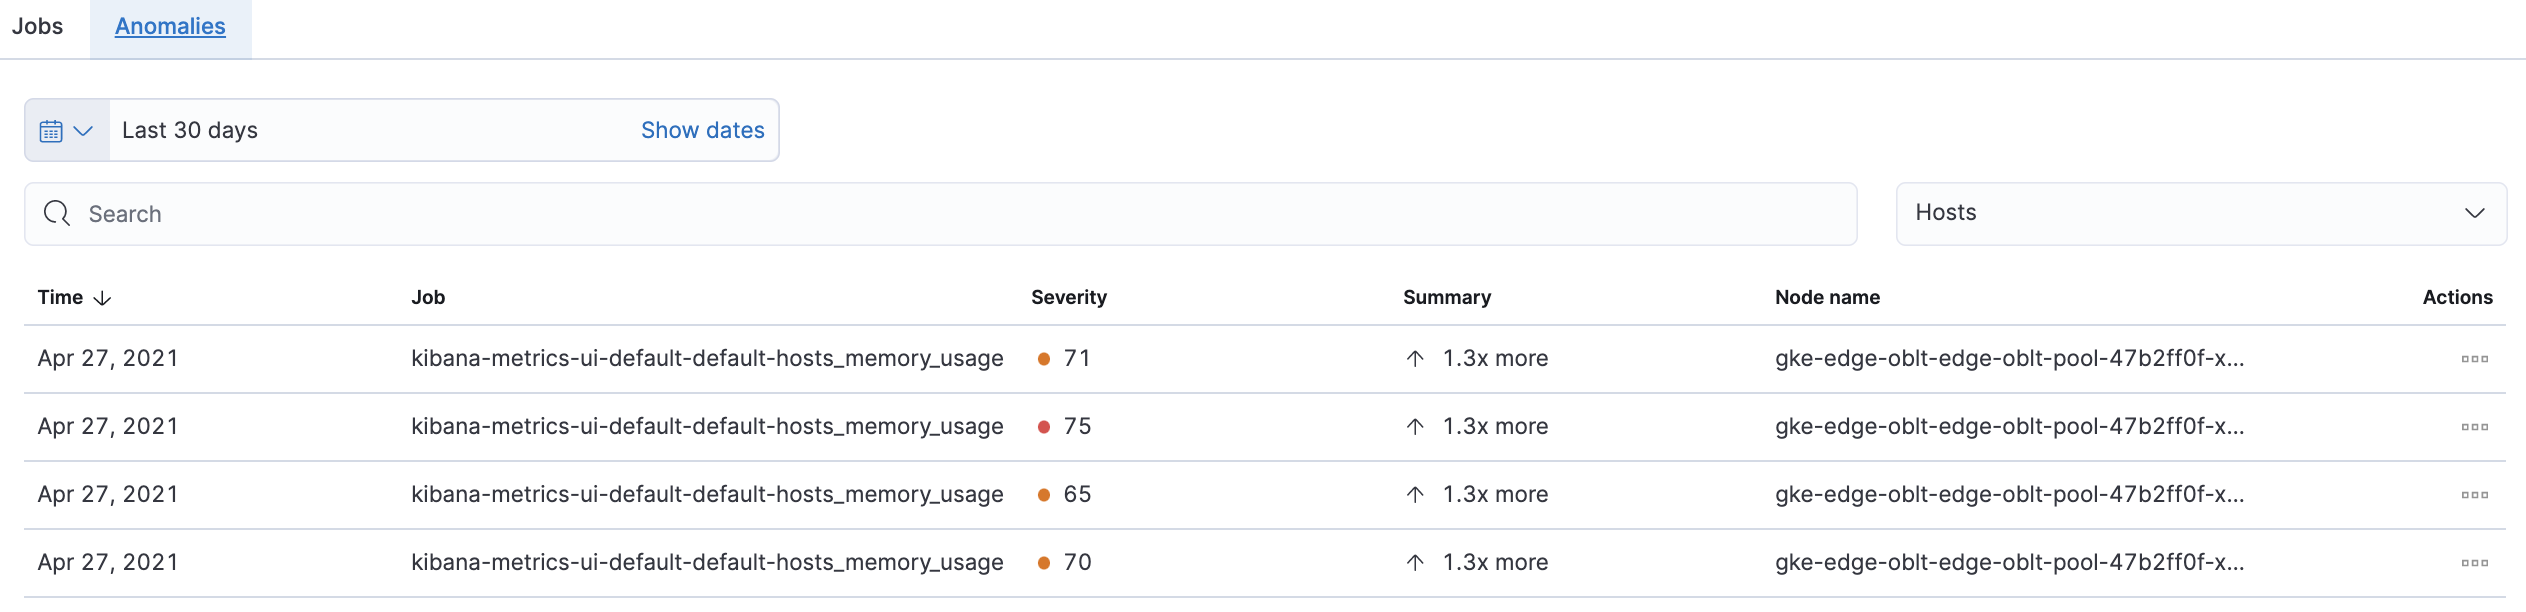 Jobs Anomalies
Last 30 days Show dates
Search Hosts
Time Job Severity Summary Node name Actions
Apr 27, 2021 kibana-metrics-ui-default-default-hosts_memory_usage 71 1.3x more gke-edge-oblt-edge-oblt-pool-47b2ff0f-x...
Apr 27, 2021 kibana-metrics-ui-default-default-hosts_memory_usage 75 1.3x more gke-edge-oblt-edge-oblt-pool-47b2ff0f-x...
Apr 27, 2021 kibana-metrics-ui-default-default-hosts_memory_usage 65 1.3x more gke-edge-oblt-edge-oblt-pool-47b2ff0f-x...
Apr 27, 2021 kibana-metrics-ui-default-default-hosts_memory_usage 70 1.3x more gke-edge-oblt-edge-oblt-pool-47b2ff0f-x...